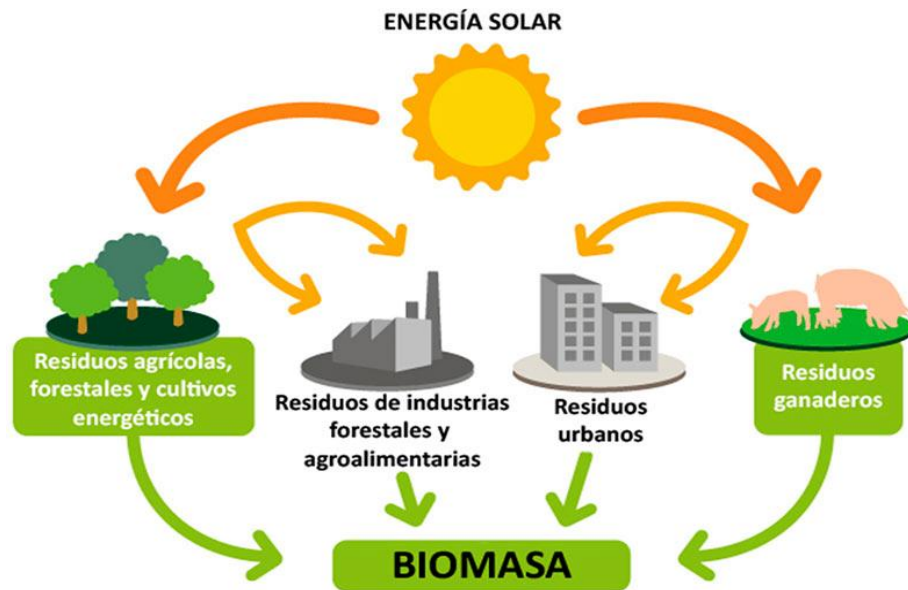 ENERGÍA SOLAR
Residuos agrícolas,
forestales y cultivos
energéticos
Residuos de industrias
forestales y
agroalimentarias
Residuos
urbanos
Residuos
ganaderos
BIOMASA